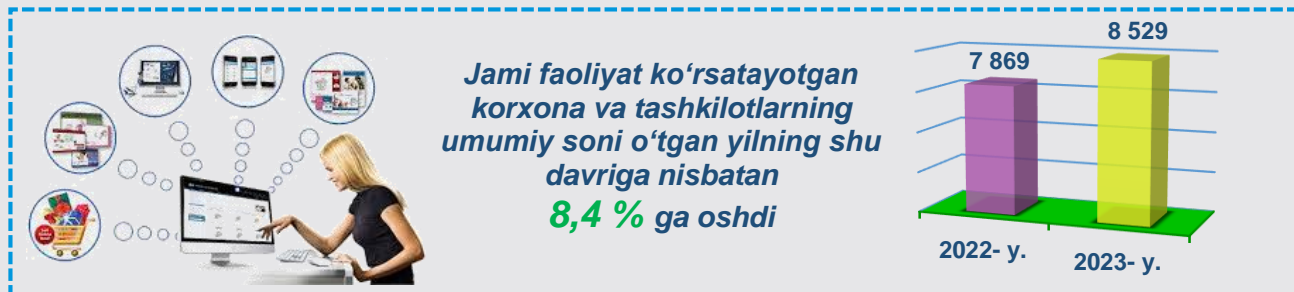 Jami faoliyat ko‘rsatayotgan
korxona va tashkilotlarning
umumiy soni o‘tgan yilning shu
davriga nisbatan
8,4 % ga oshdi
7 869
8 529
2022- y.
2023- y.